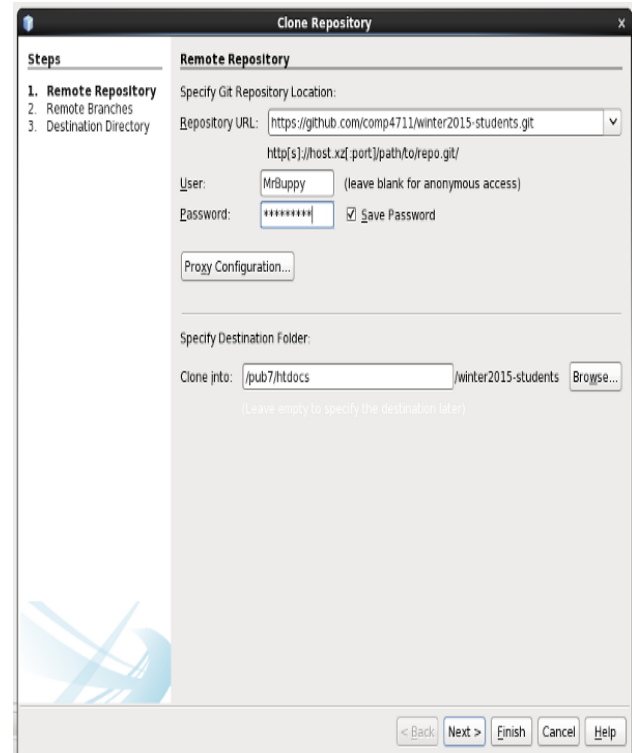 Clone Repository x
Steps
1. Remote Repository
2. Remote Branches
3. Destination Directory
Remote Repository
Specify Git Repository Location:
Repository URL: https://github.com/comp4711/winter2015-students.git
http[s]://host.xz[:port]/path/to/repo.git/
User: MrBuppy (leave blank for anonymous access)
Password: ********* Save Password
Proxy Configuration...
Specify Destination Folder:
Clone into: /pub7/htdocs /winter2015-students Browse...
(Leave empty to specify the destination later)
< Back Next > Finish Cancel Help